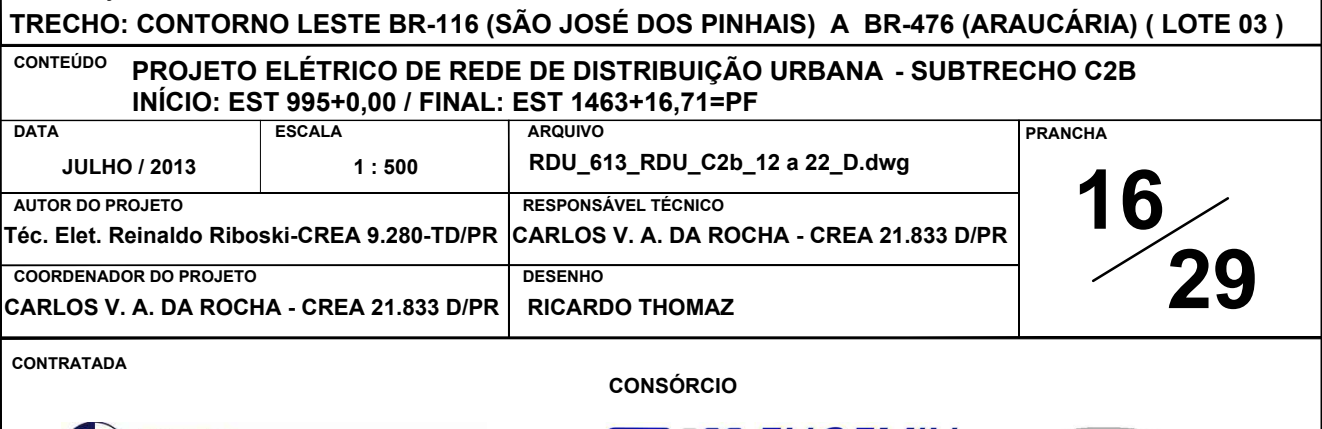 TRECHO: CONTORNO LESTE BR-116 (SÃO JOSÉ DOS PINHAIS) A BR-476 (ARAUCÁRIA) ( LOTE 03 )
CONTEÚDO
PROJETO ELÉTRICO DE REDE DE DISTRIBUIÇÃO URBANA - SUBTRECHO C2B
INÍCIO: EST 995+0,00 / FINAL: EST 1463+16,71=PF
DATA
JULHO / 2013
ESCALA
1 : 500
ARQUIVO
RDU_613_RDU_C2b_12 a 22_D.dwg
PRANCHA
16
29
AUTOR DO PROJETO
Téc. Elet. Reinaldo Riboski-CREA 9.280-TD/PR
RESPONSÁVEL TÉCNICO
CARLOS V. A. DA ROCHA - CREA 21.833 D/PR
COORDENADOR DO PROJETO
CARLOS V. A. DA ROCHA - CREA 21.833 D/PR
DESENHO
RICARDO THOMAZ
CONTRATADA
CONSÓRCIO